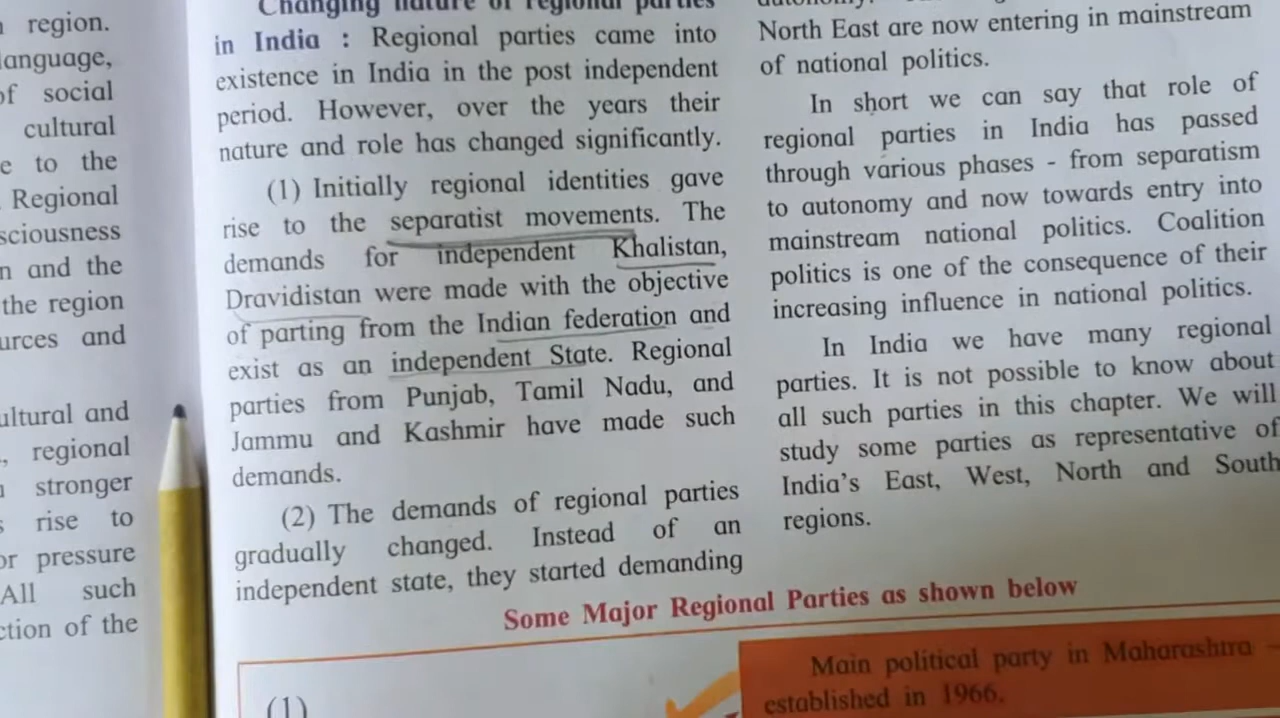 region.
language,
of social
cultural
e to the
Regional
sciousness
n and the
the region
urces and
ultural and
, regional
stronger
s rise to
or pressure
All such
ction of the
Changing nature of regional parties
in India : Regional parties came into
existence in India in the post independent
period. However, over the years their
nature and role has changed significantly.
(1) Initially regional identities gave
rise to the separatist movements. The
demands for independent Khalistan,
Dravidistan were made with the objective
of parting from the Indian federation and
exist as an independent State. Regional
parties from Punjab, Tamil Nadu, and
Jammu and Kashmir have made such
demands.
(2) The demands of regional parties
gradually changed. Instead of an
independent state, they started demanding
North East are now entering in mainstream
of national politics.
In short we can say that role of
regional parties in India has passed
through various phases - from separatism
to autonomy and now towards entry into
mainstream national politics. Coalition
politics is one of the consequence of their
increasing influence in national politics.
In India we have many regional
parties. It is not possible to know about
all such parties in this chapter. We will
study some parties as representative of
India's East, West, North and South
regions.
Some Major Regional Parties as shown below
(1)
Main political party in Maharashtra -
established in 1966.